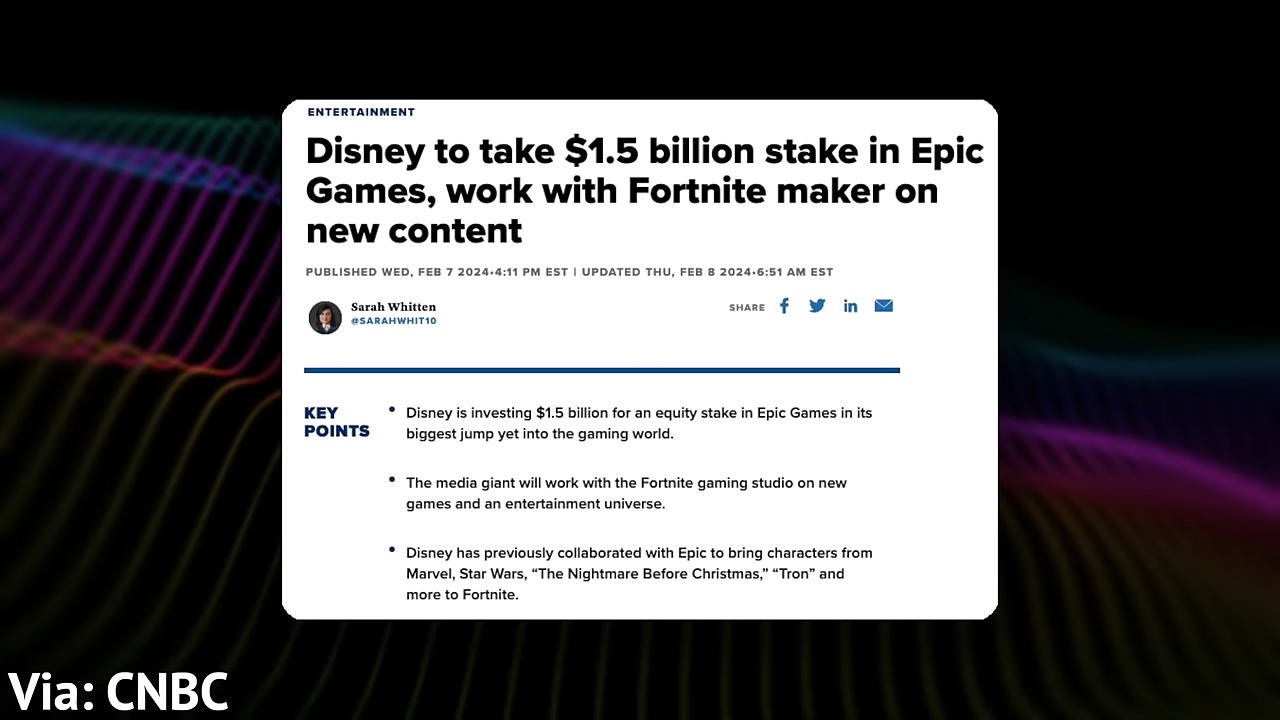 ENTERTAINMENT
Disney to take $1.5 billion stake in Epic
Games, work with Fortnite maker on
new content
PUBLISHED WED, FEB 7 2024•4:11 PM EST | UPDATED THU, FEB 8 2024•6:51 AM EST
Sarah Whitten
@SARAHWHIT10
SHARE
KEY
POINTS
• Disney is investing $1.5 billion for an equity stake in Epic Games in its
biggest jump yet into the gaming world.
• The media giant will work with the Fortnite gaming studio on new
games and an entertainment universe.
• Disney has previously collaborated with Epic to bring characters from
Marvel, Star Wars, “The Nightmare Before Christmas,” “Tron” and
more to Fortnite.
Via: CNBC